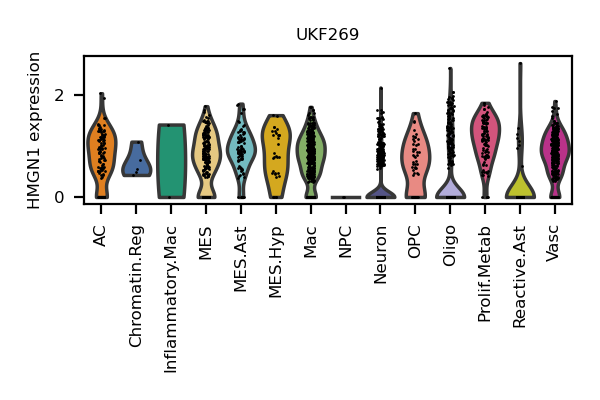 UKF269
HMGN1 expression
2
0
AC
Chromatin.Reg
Inflammatory.Mac
MES
MES.Ast
MES.Hyp
Mac
NPC
Neuron
OPC
Oligo
Prolif.Metab
Reactive.Ast
Vasc